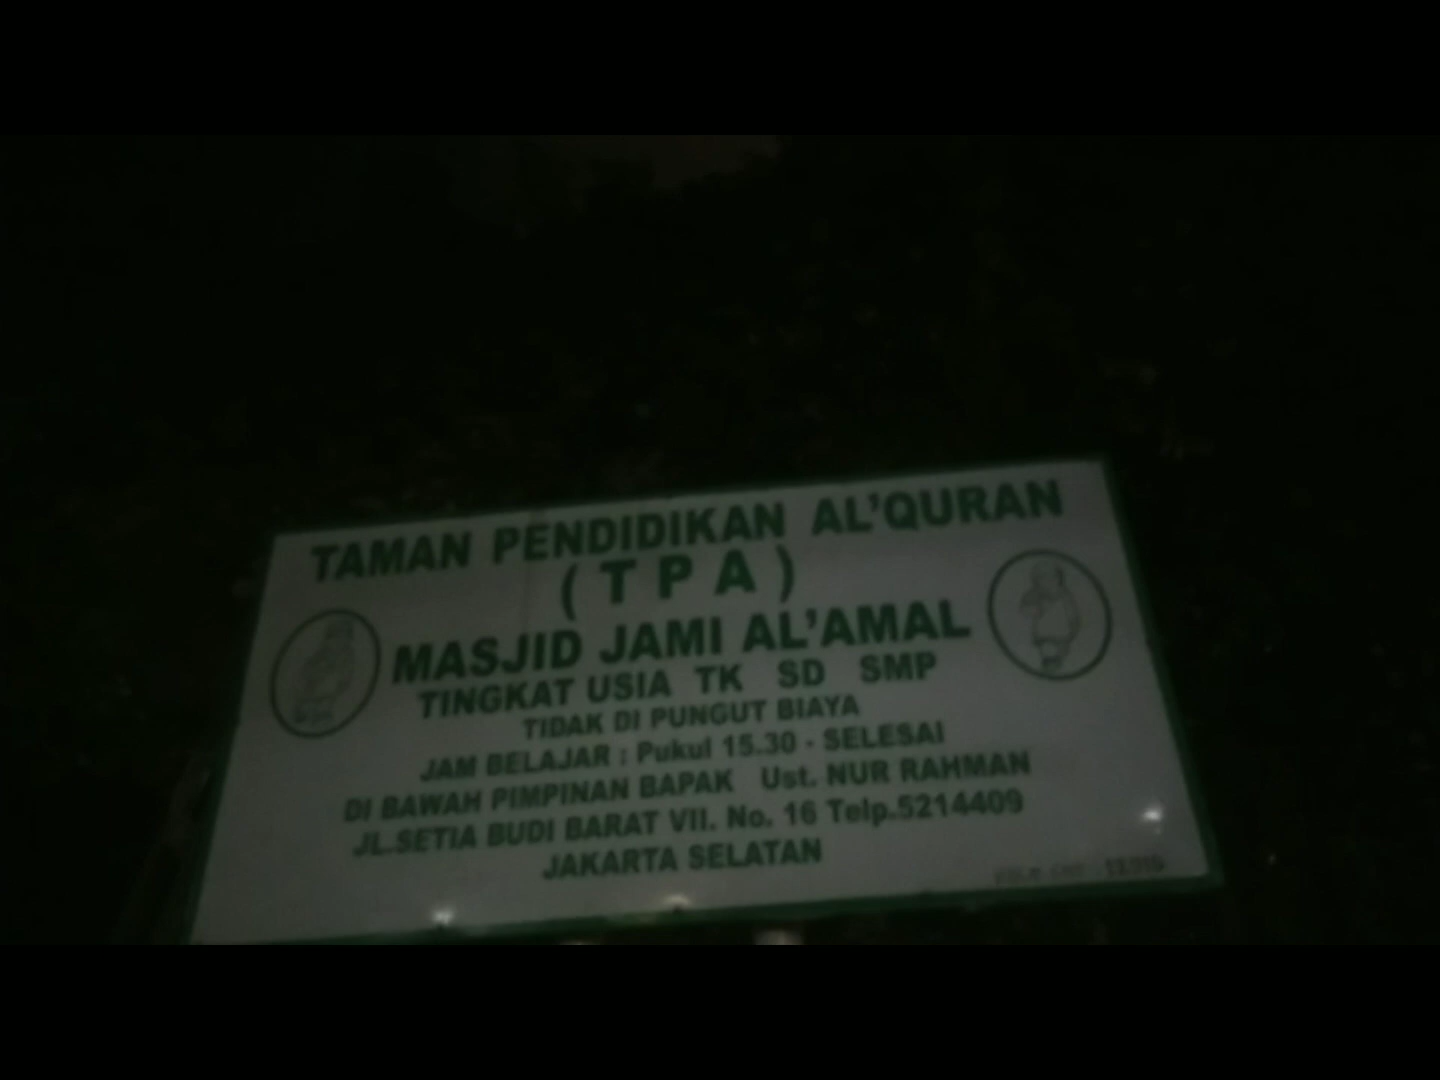 TAMAN PENDIDIKAN AL'QURAN
( T P A )
MASJID JAMI AL'AMAL
TINGKAT USIA TK SD SMP
TIDAK DI PUNGUT BIAYA
JAM BELAJAR : Pukul 15.30 - SELESAI
DI BAWAH PIMPINAN BAPAK Ust. NUR RAHMAN
JL.SETIA BUDI BARAT VII. No. 16 Telp.5214409
JAKARTA SELATAN